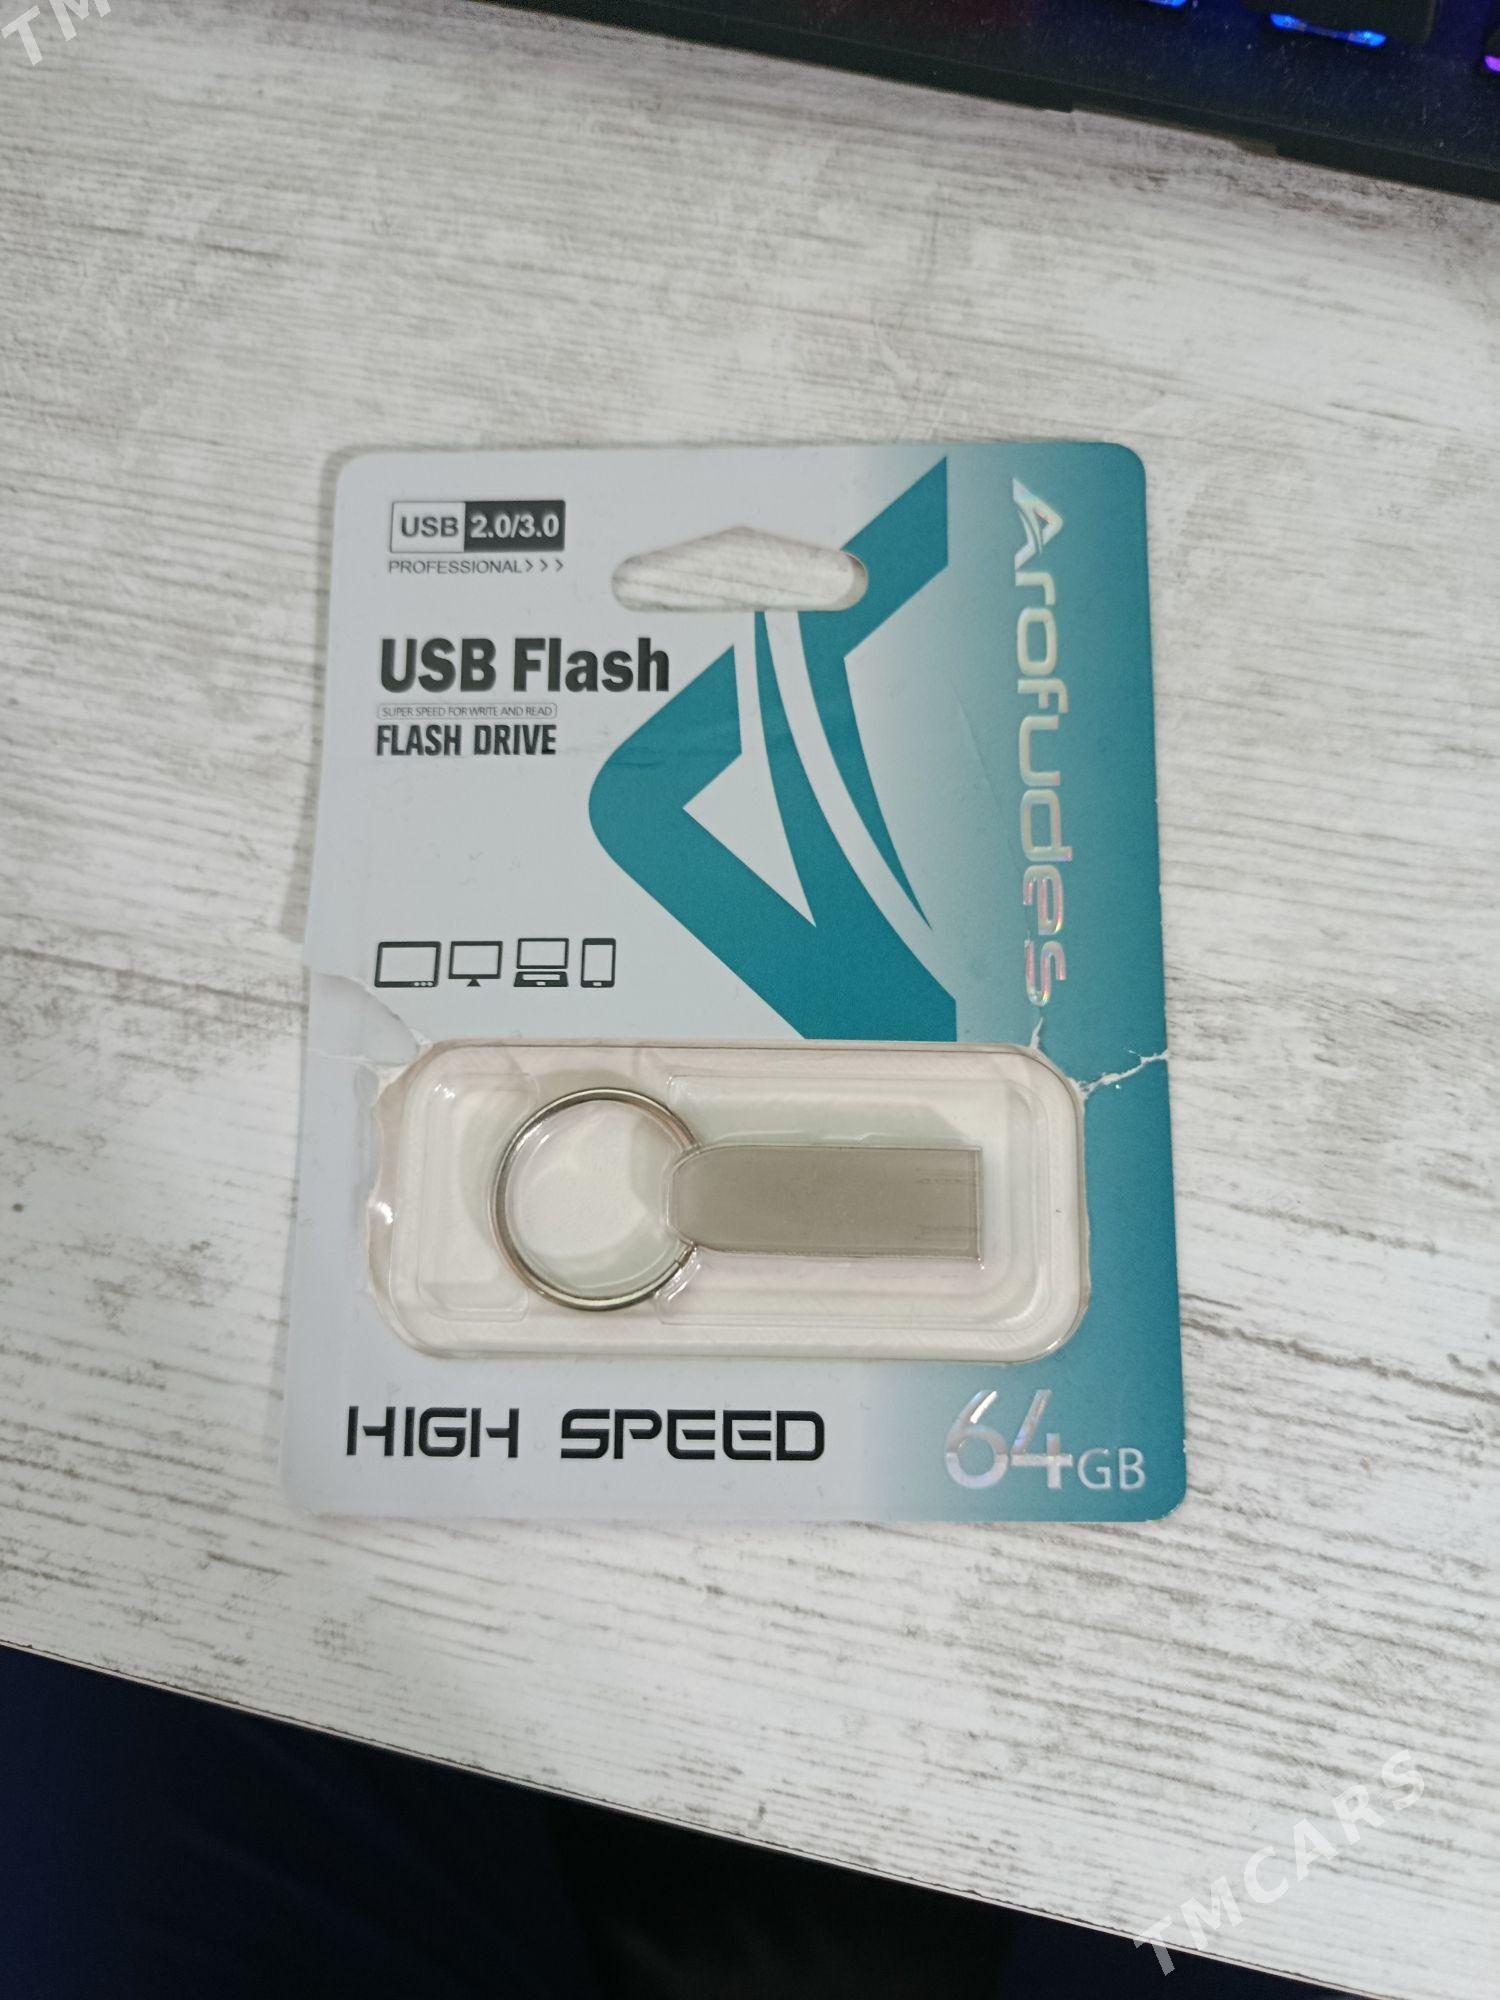 TM
USB 2.0/3.0
PROFESSIONAL>>>
USB Flash
SUPER SPEED FOR WRITE AND READ
FLASH DRIVE
Arofudes
HIGH SPEED
64GB
TMCARS